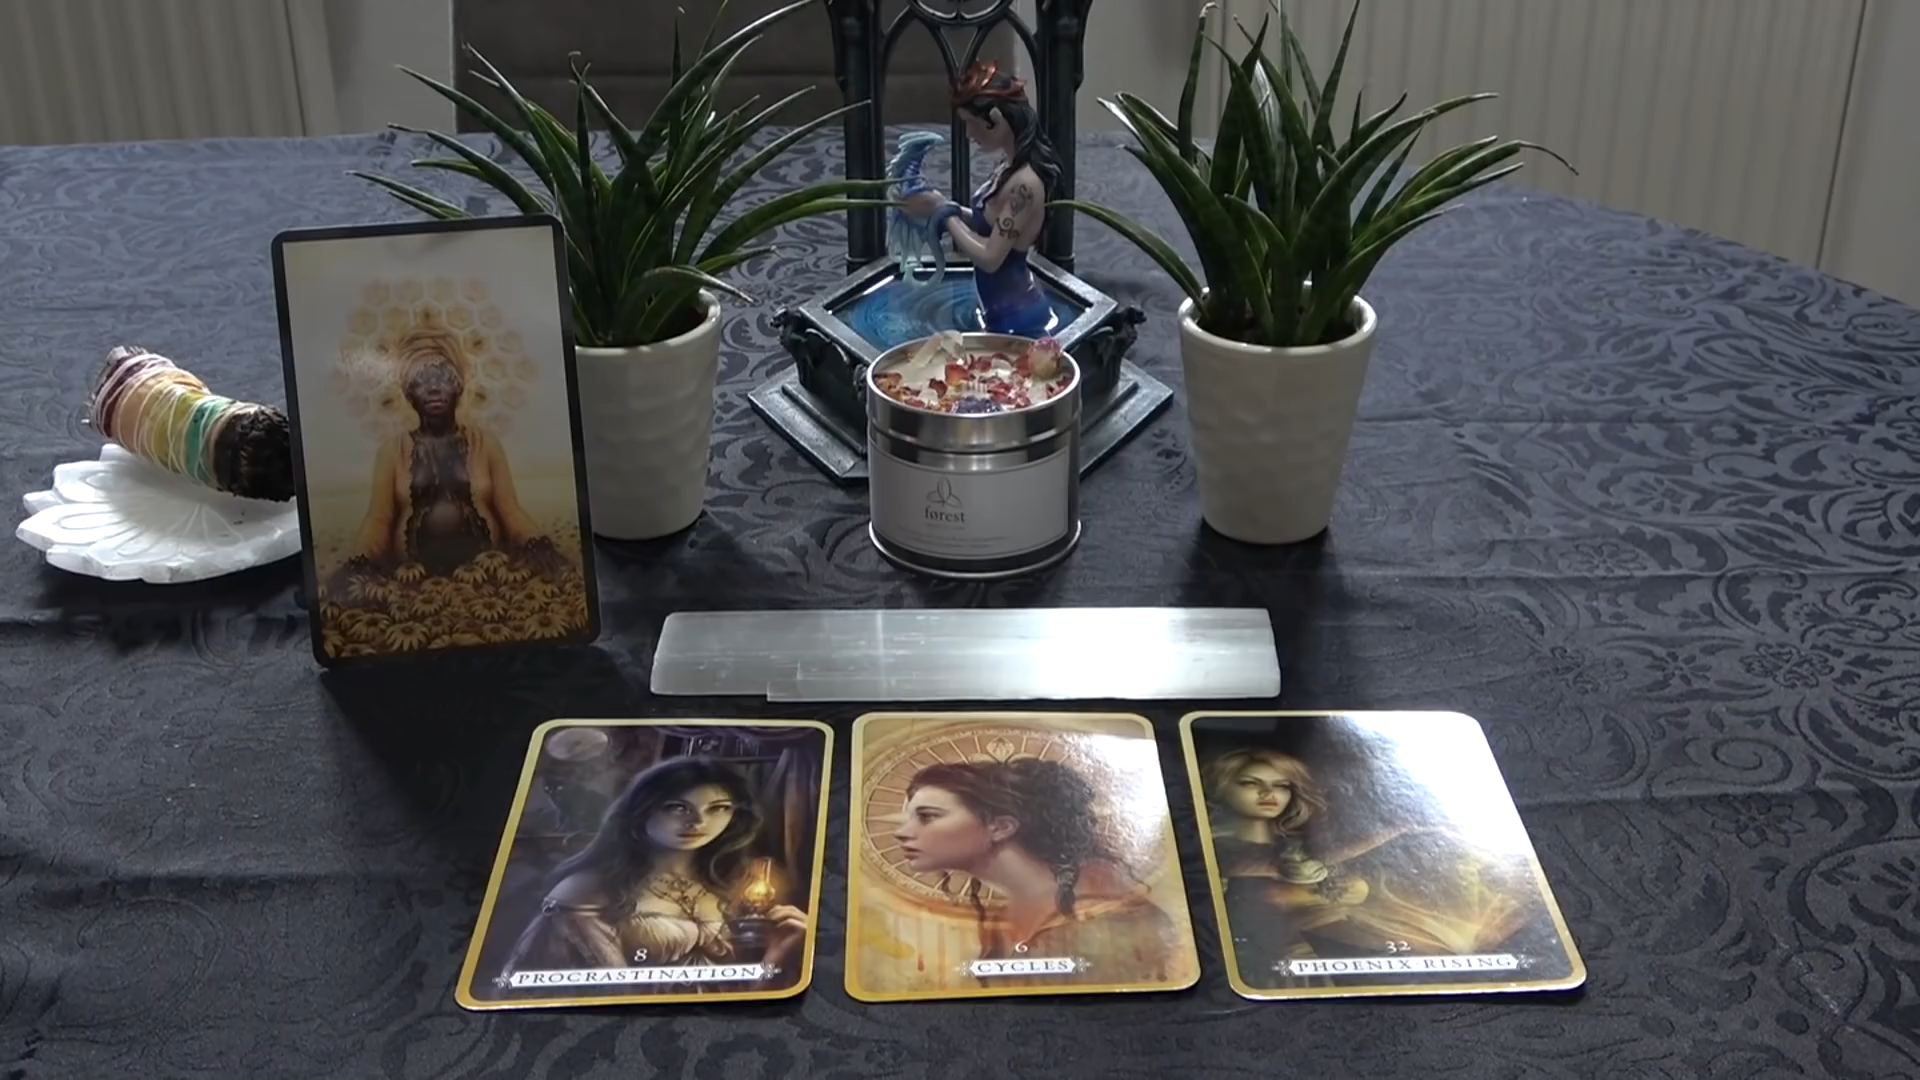 førest
8
PROCRASTINATION
6
CYCLES
32
PHOENIX RISING